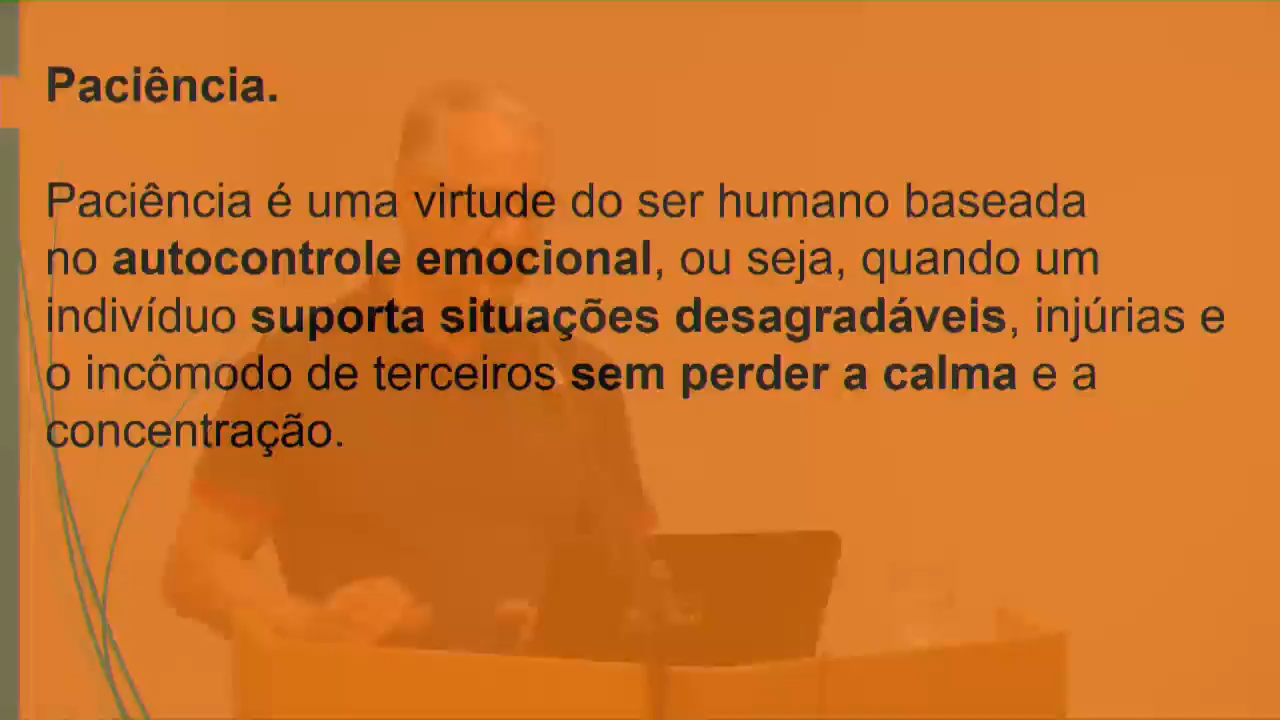 Paciência.
Paciência é uma virtude do ser humano baseada
no autocontrole emocional, ou seja, quando um
indivíduo suporta situações desagradáveis, injúrias e
o incômodo de terceiros sem perder a calma e a
concentração.